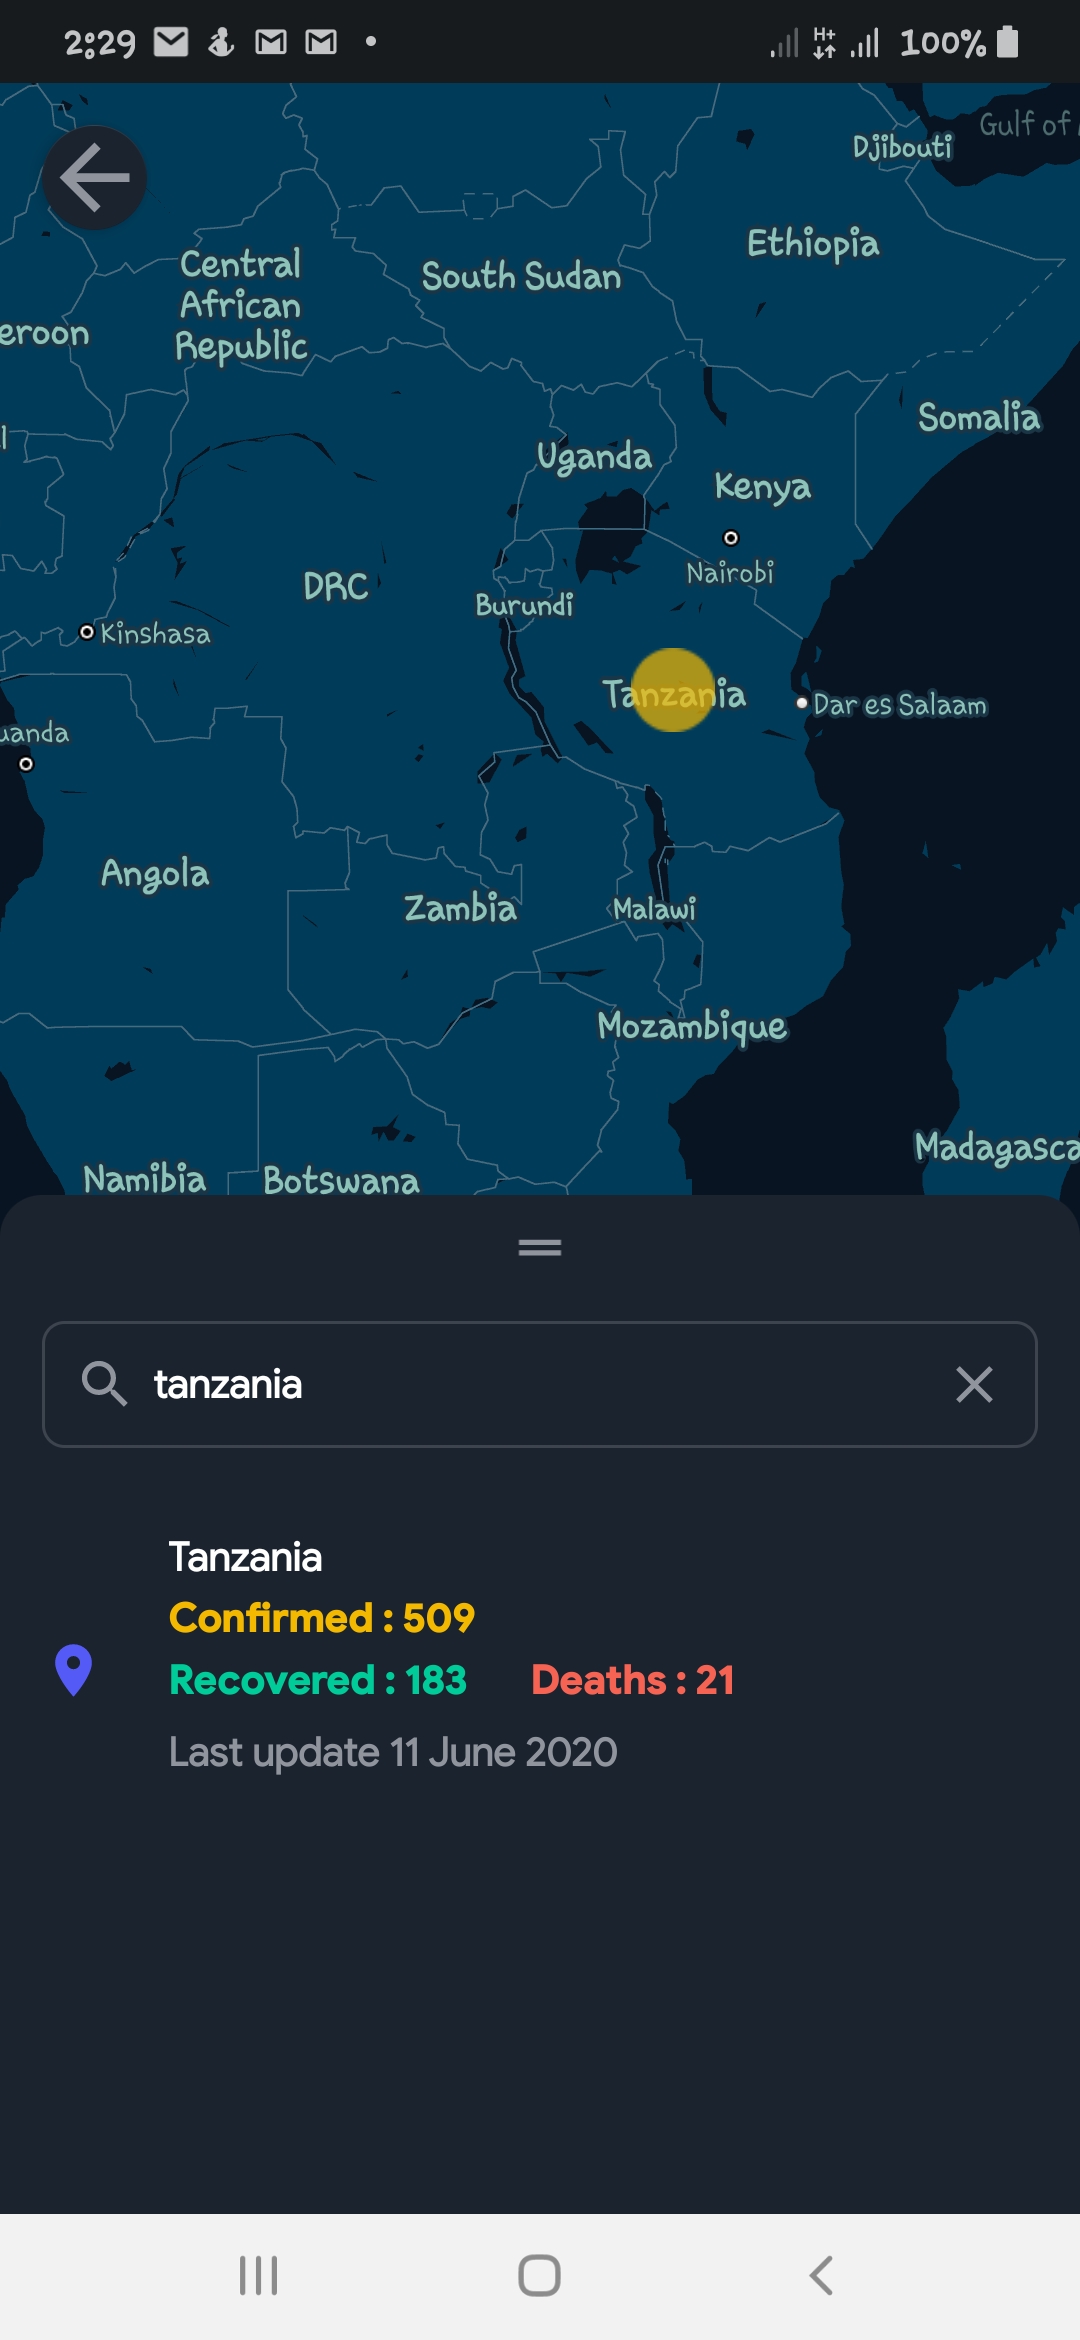 2:29 H+ 100%
Gulf of
Djibouti
Ethiopia
Central
African
Republic
South Sudan
eroon
Somalia
Uganda
Kenya
Nairobi
DRC
Burundi
Kinshasa
Tanzania
Dar es Salaam
uanda
Angola
Zambia
Malawi
Mozambique
Madagasca
Namibia
Botswana
tanzania
Tanzania
Confirmed : 509
Recovered : 183 Deaths : 21
Last update 11 June 2020